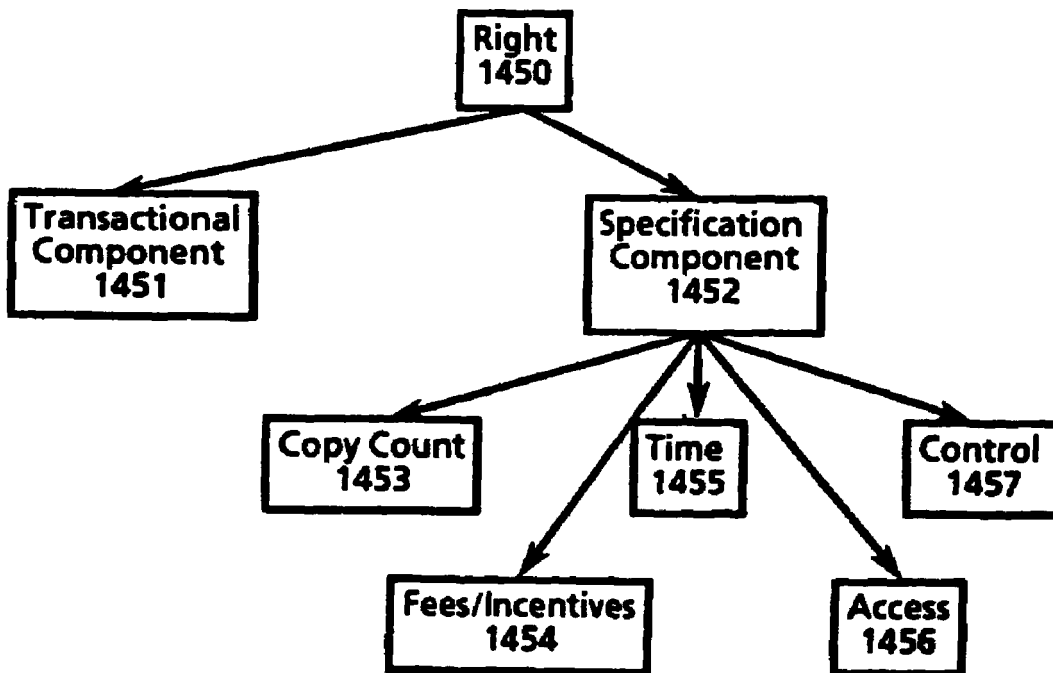 Right
1450
Transactional
Component
1451
Specification
Component
1452
Copy Count
1453
Time
1455
Control
1457
Fees/Incentives
1454
Access
1456